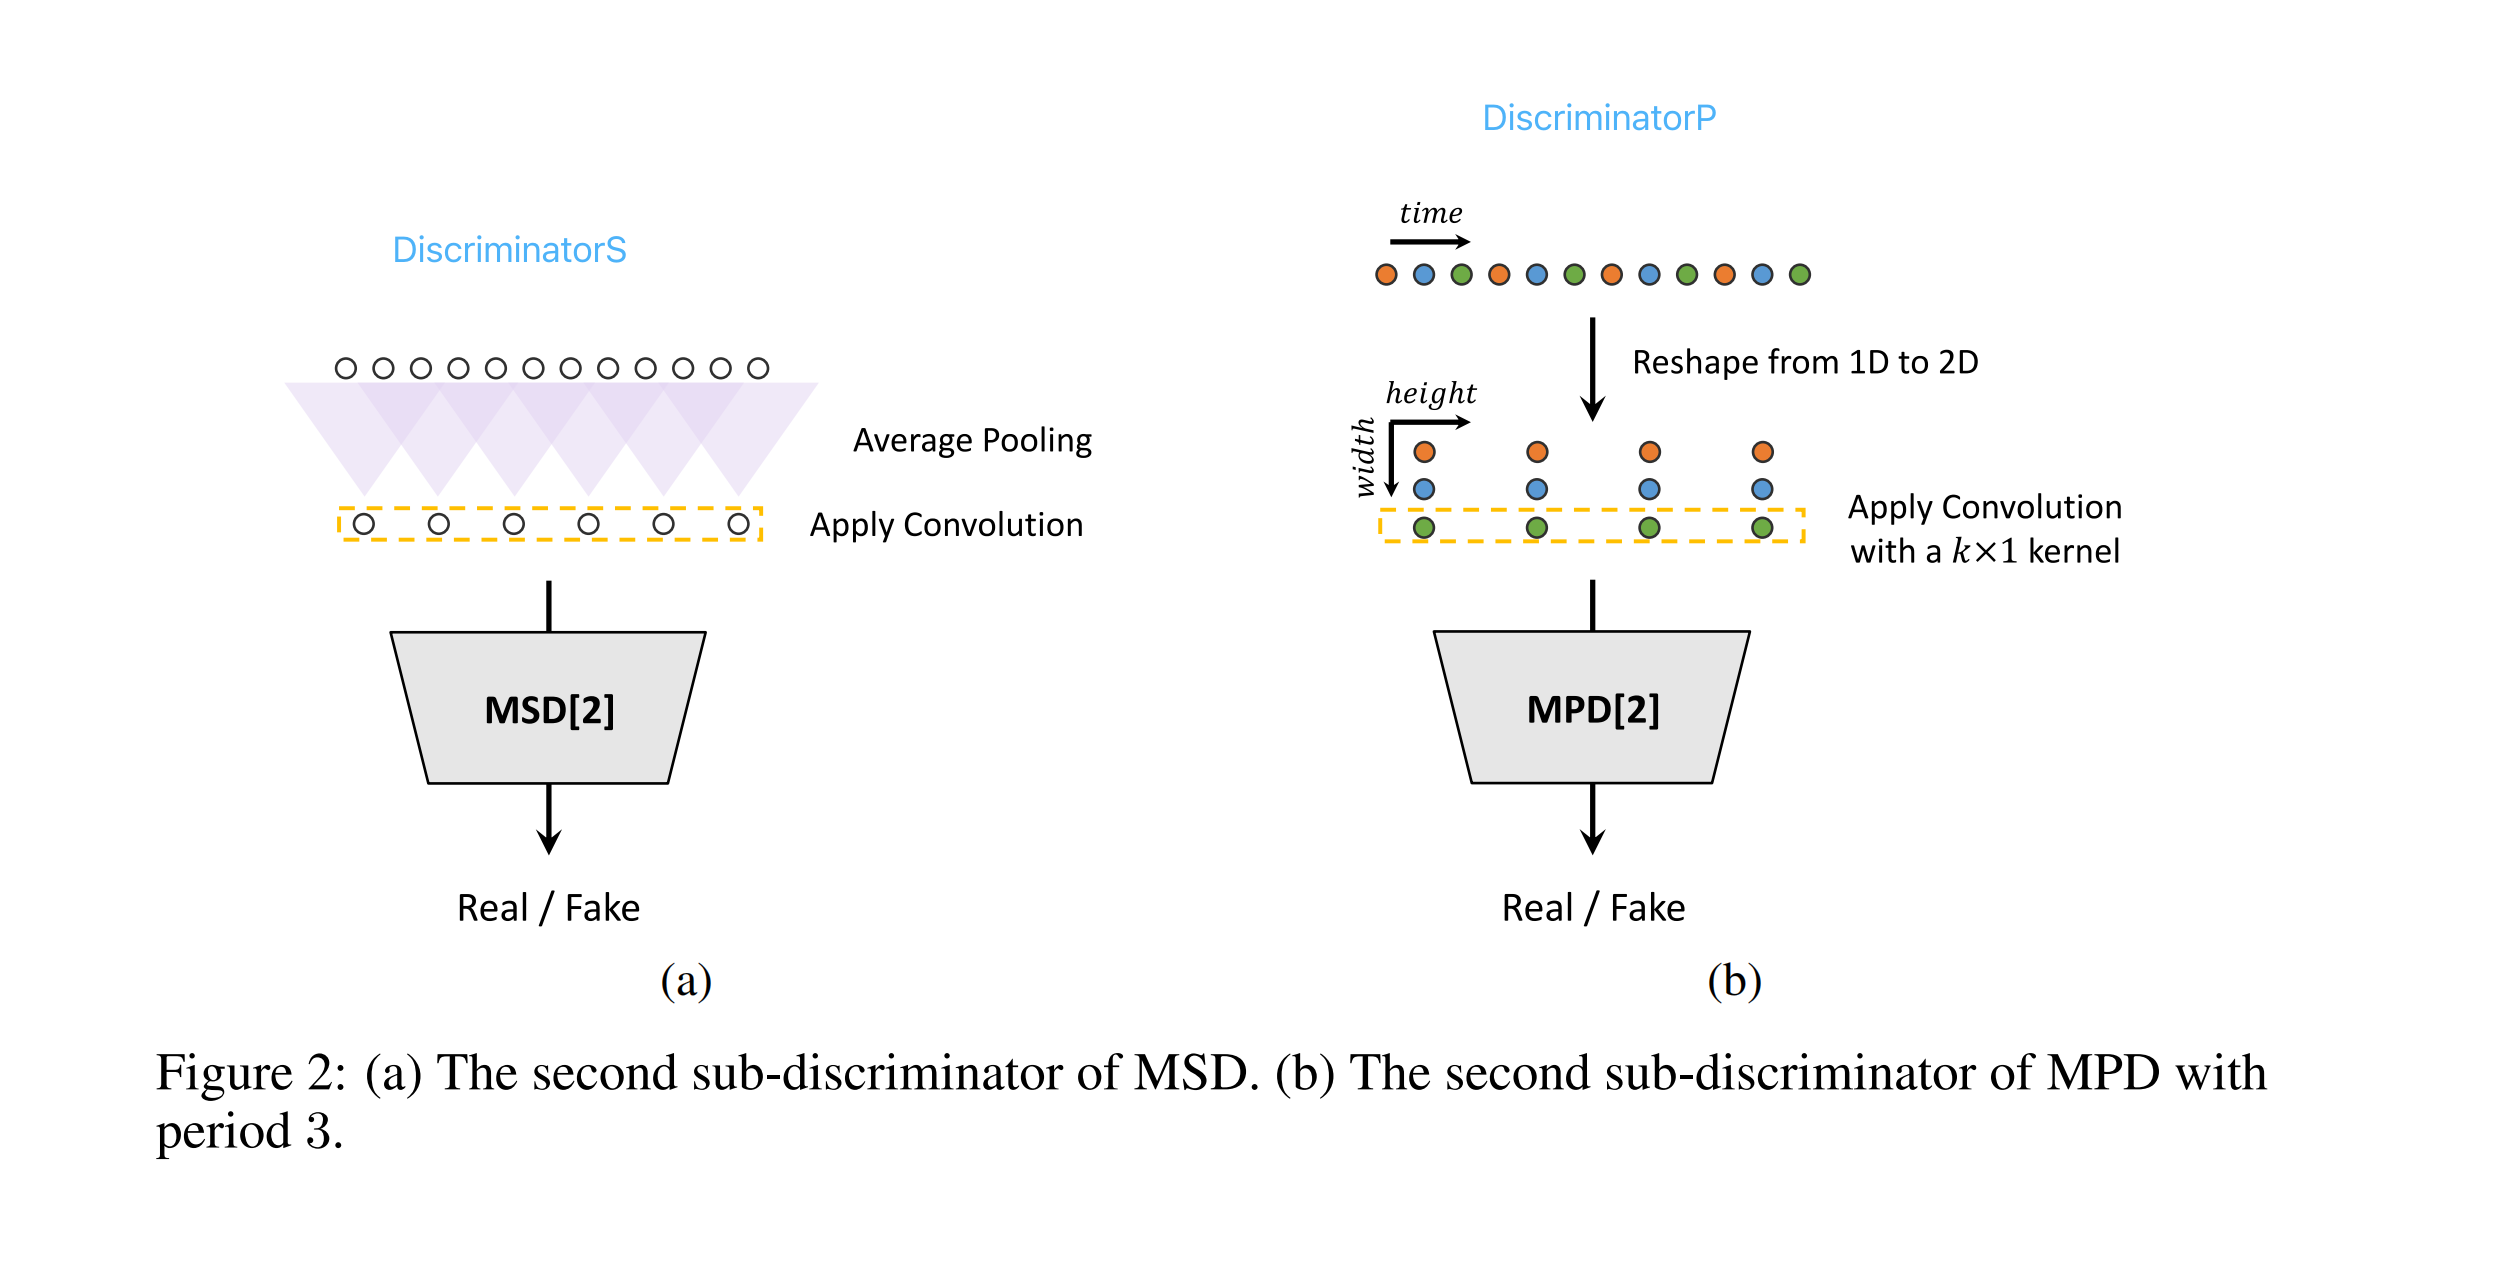 DiscriminatorS
Average Pooling
Apply Convolution
MSD[2]
Real / Fake
(a)
DiscriminatorP
time
Reshape from 1D to 2D
height
width
Apply Convolution
with a k×1 kernel
MPD[2]
Real / Fake
(b)
Figure 2: (a) The second sub-discriminator of MSD. (b) The second sub-discriminator of MPD with
period 3.